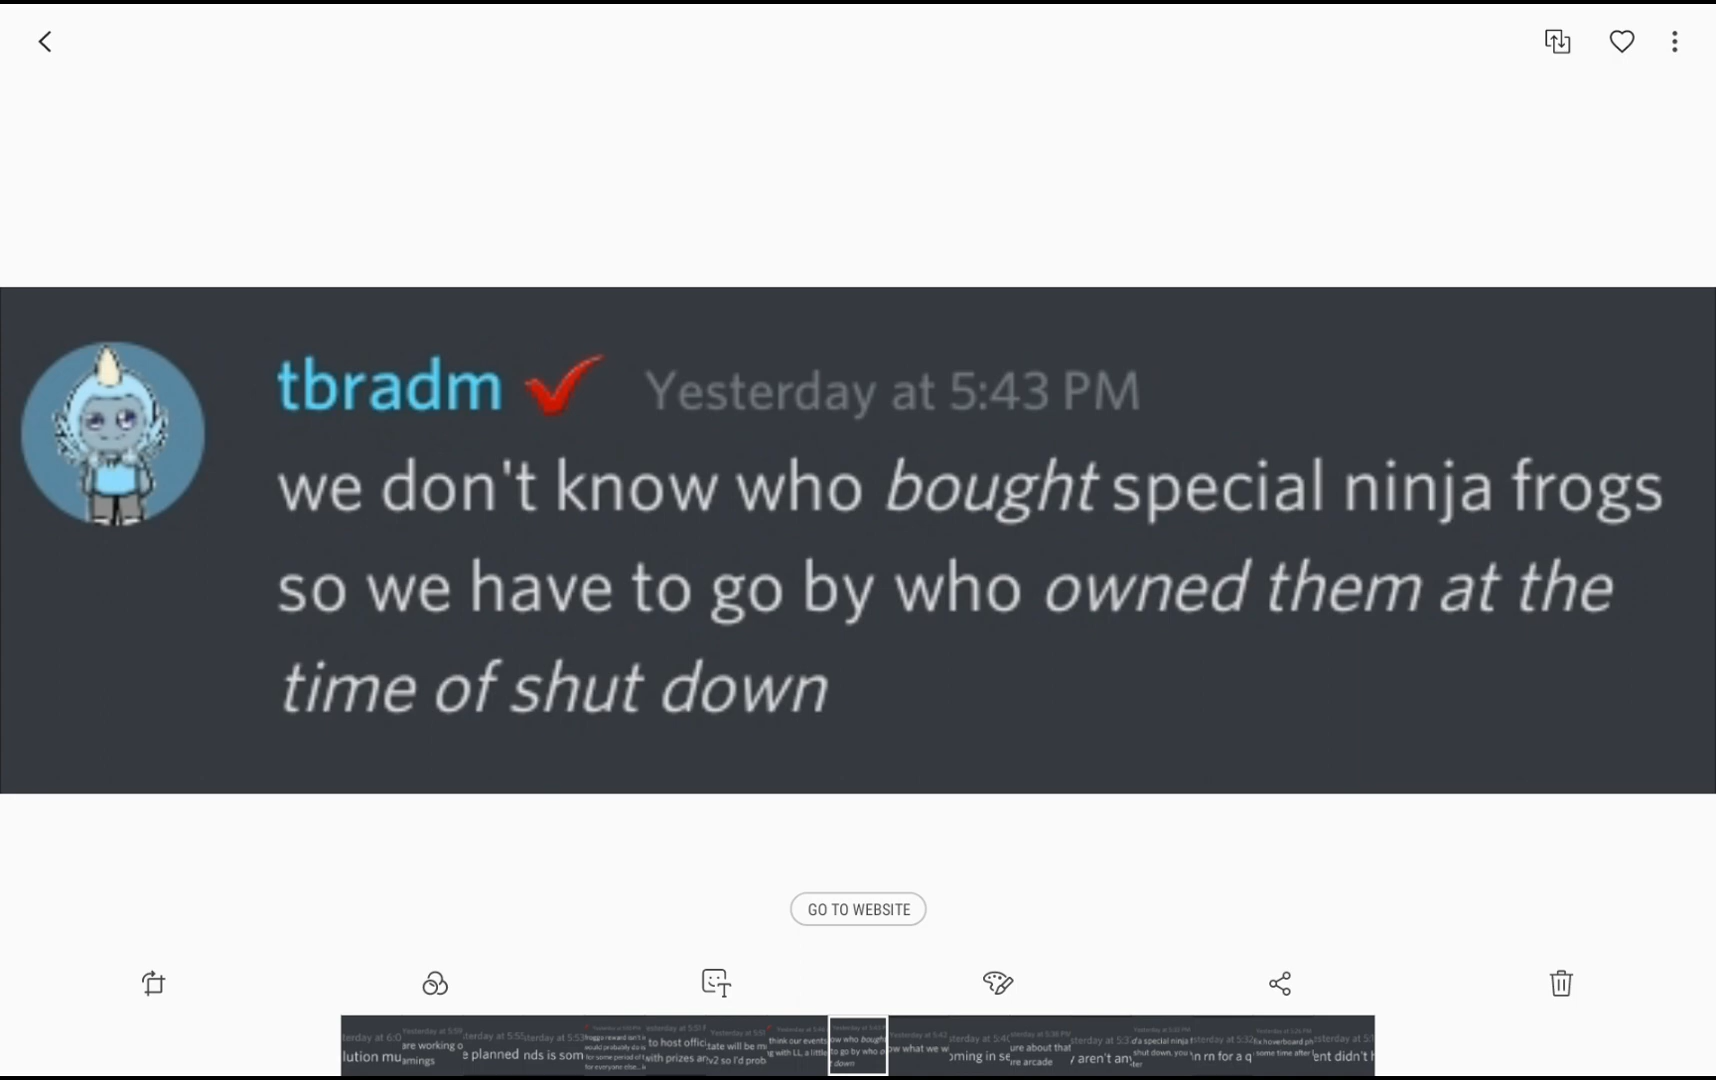 tbradm Yesterday at 5:43 PM
we don't know who bought special ninja frogs
so we have to go by who owned them at the
time of shut down
GO TO WEBSITE
T